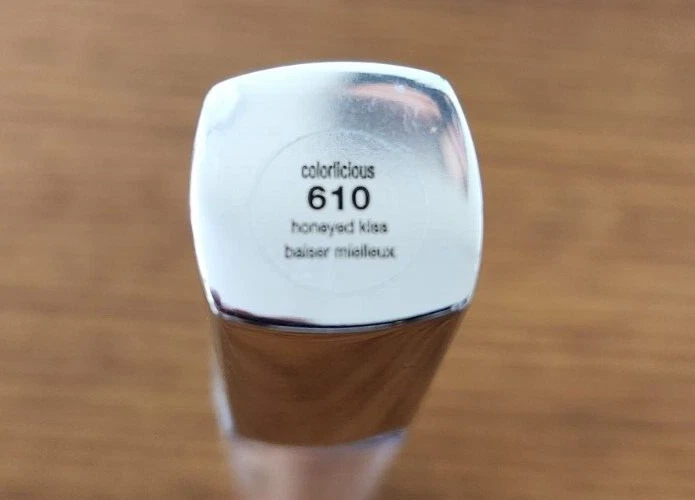 colorlicious
610
honeyed kiss
baiser mielleux